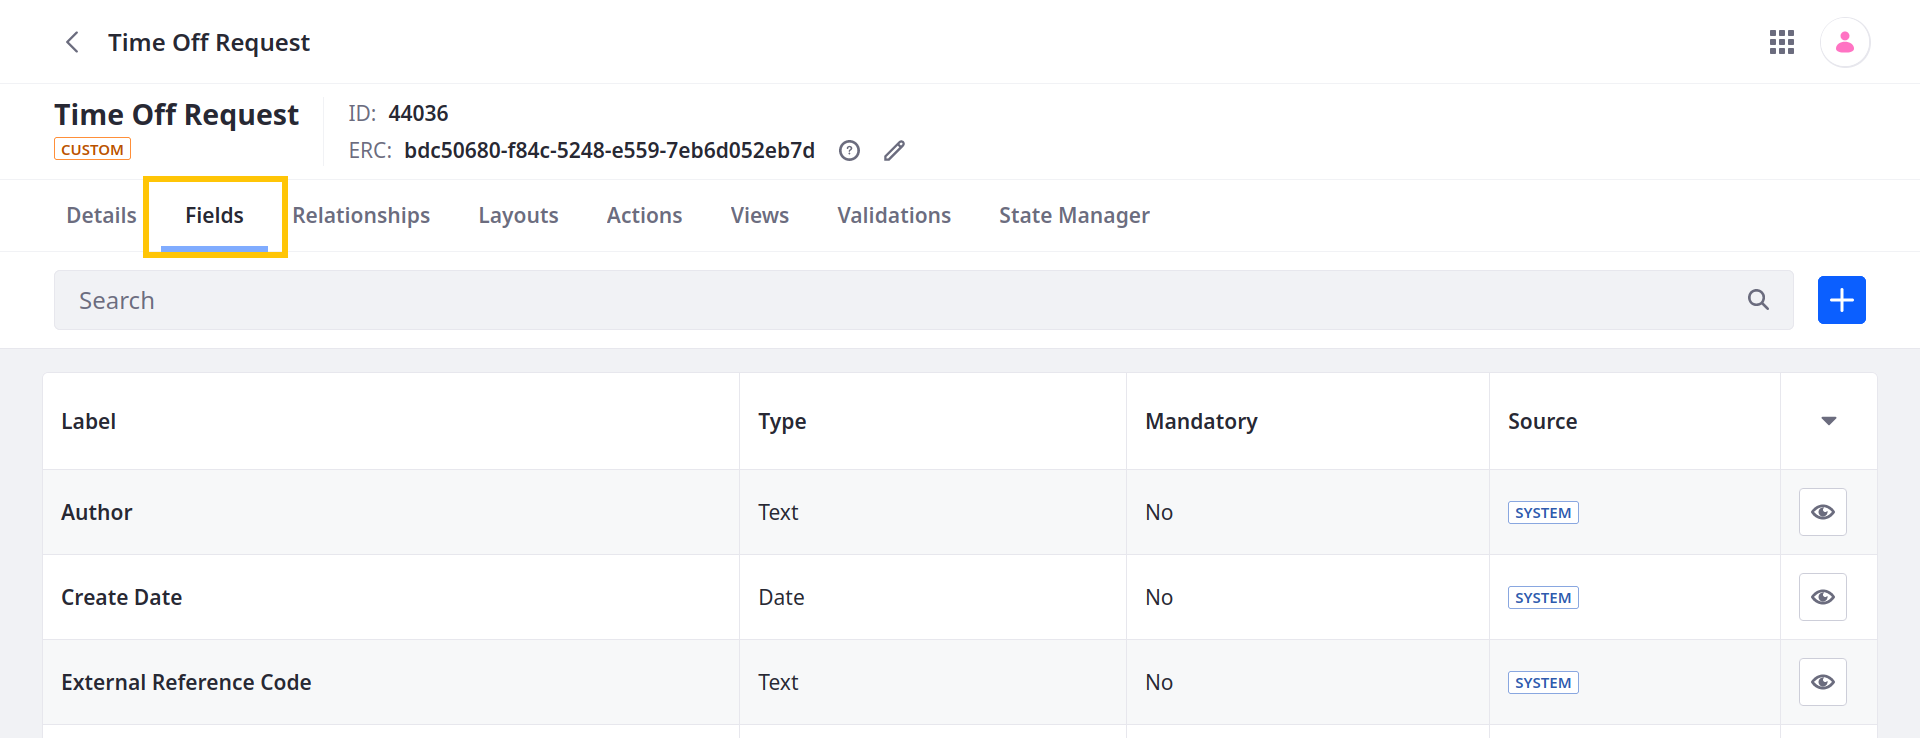 Time Off Request
Time Off Request
CUSTOM
ID: 44036
ERC: bdc50680-f84c-5248-e559-7eb6d052eb7d
Details Fields Relationships Layouts Actions Views Validations State Manager
Search
Label Type Mandatory Source
Author Text No SYSTEM
Create Date Date No SYSTEM
External Reference Code Text No SYSTEM